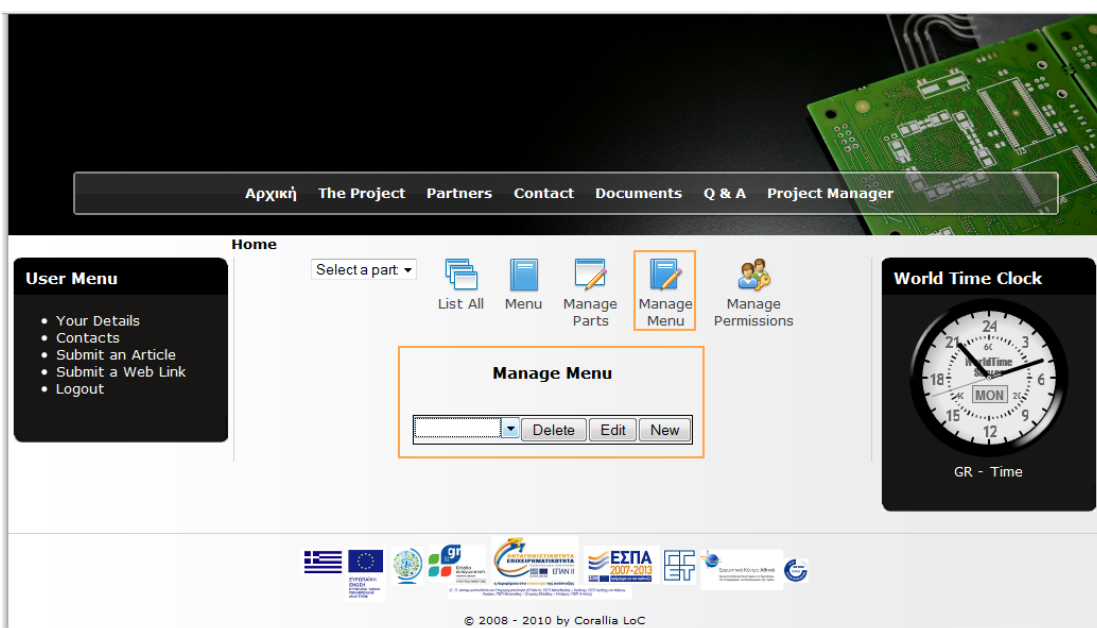 Αρχική The Project Partners Contact Documents Q & A Project Manager
Home
User Menu
Your Details
Contacts
Submit an Article
Submit a Web Link
Logout
Select a part
List All
Menu
Manage Parts
Manage Menu
Manage Permissions
Manage Menu
Delete Edit New
World Time Clock
24
21 3
18 MON 6
15 9
12
GR - Time
gr
ΑΝΤΑΓΩΝΙΣΤΙΚΟΤΗΤΑ
ΕΠΙΧΕΙΡΗΜΑΤΙΚΟΤΗΤΑ
ΕΣΠΑ
2007-2013
© 2008 - 2010 by Corallia LoC